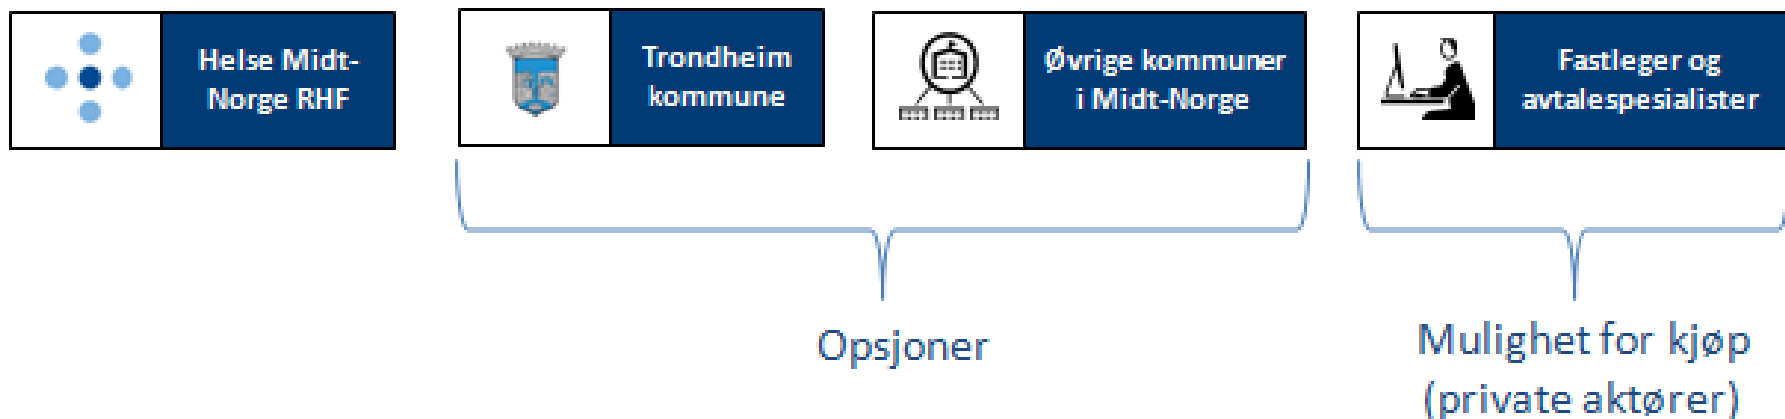 Helse Midt-
Norge RHF
Trondheim
kommune
Øvrige kommuner
i Midt-Norge
Fastleger og
avtalespesialister
Opsjoner
Mulighet for kjøp
(private aktører)